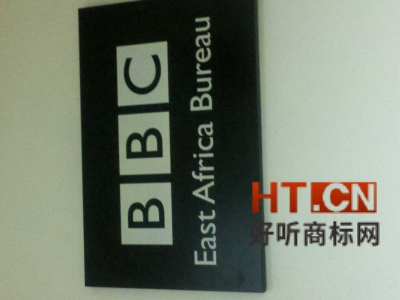 BBC
East Africa Bureau
HT.CN
好听商标网